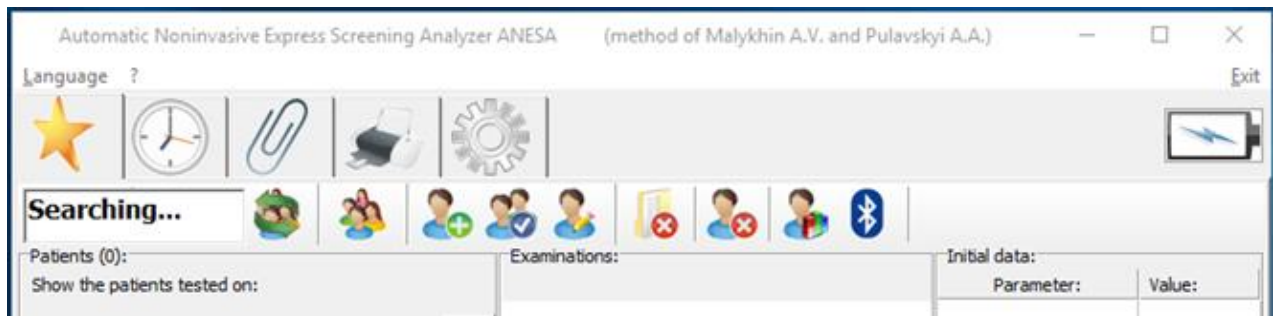 Automatic Noninvasive Express Screening Analyzer ANESA (method of Malykhin A.V. and Pulavskyi A.A.)
Language ? Exit
Searching...
Patients (0): Examinations: Initial data:
Show the patients tested on: Parameter: Value: